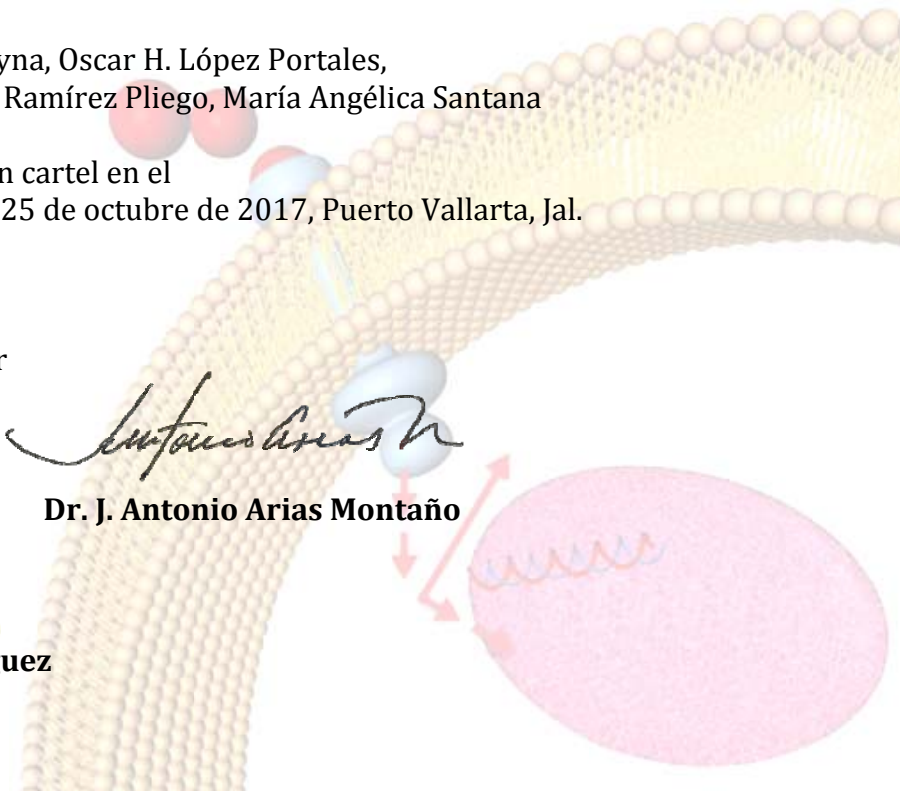 yna, Oscar H. López Portales,
Ramírez Pliego, María Angélica Santana
n cartel en el
25 de octubre de 2017, Puerto Vallarta, Jal.
r
Dr. J. Antonio Arias Montaño
uez